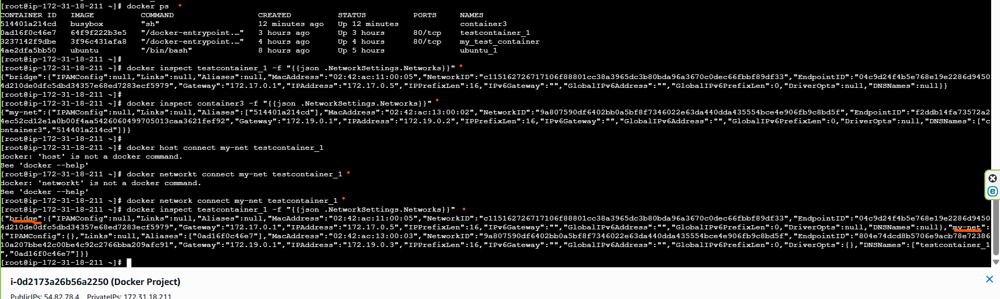 [root@ip-172-31-18-211 ~]# docker ps
CONTAINER ID   IMAGE          COMMAND                  CREATED          STATUS          PORTS     NAMES
514401a214cd   busybox        "sh"                     12 minutes ago   Up 12 minutes             container3
0ad16f0c46e7   64f9f222b3e5   "/docker-entrypoint.…"   3 hours ago      Up 3 hours      80/tcp    testcontainer_1
3237142f9dbe   3f96c431afa8   "/docker-entrypoint.…"   4 hours ago      Up 4 hours      80/tcp    my_test_container
4ae2dfa5bb50   ubuntu         "/bin/bash"              8 hours ago      Up 5 hours                ubuntu_1
[root@ip-172-31-18-211 ~]#
[root@ip-172-31-18-211 ~]# docker inspect testcontainer_1 -f "{{json .NetworkSettings.Networks}}"
{"bridge":{"IPAMConfig":null,"Links":null,"Aliases":null,"MacAddress":"02:42:ac:11:00:05","NetworkID":"c115162726717106f88801cc38a3965dc3b80bda96a3670c0dec66fbbf89df33","EndpointID":"04c9d24f4b5e768e19e2286d9450
4d210de0dfc5dbd34357e68ed7283ecf5979","Gateway":"172.17.0.1","IPAddress":"172.17.0.5","IPPrefixLen":16,"IPv6Gateway":"","GlobalIPv6Address":"","GlobalIPv6PrefixLen":0,"DriverOpts":null,"DNSNames":null}}
[root@ip-172-31-18-211 ~]#
[root@ip-172-31-18-211 ~]# docker inspect container3 -f "{{json .NetworkSettings.Networks}}"
{"my-net":{"IPAMConfig":null,"Links":null,"Aliases":["514401a214cd"],"MacAddress":"02:42:ac:13:00:02","NetworkID":"9a807590df6402bb0a5bf8f7346022e63da440dda435554bce4e906fb9c8bd5f","EndpointID":"f2ddb14fa73572a2
4ec52cd12e1a0b00f4aa5426060499705013caa3621fef92","Gateway":"172.19.0.1","IPAddress":"172.19.0.2","IPPrefixLen":16,"IPv6Gateway":"","GlobalIPv6Address":"","GlobalIPv6PrefixLen":0,"DriverOpts":null,"DNSNames":["c
ontainer3","514401a214cd"]}}
[root@ip-172-31-18-211 ~]#
[root@ip-172-31-18-211 ~]# docker host connect my-net testcontainer_1
docker: 'host' is not a docker command.
See 'docker --help'
[root@ip-172-31-18-211 ~]# docker networkt connect my-net testcontainer_1
docker: 'networkt' is not a docker command.
See 'docker --help'
[root@ip-172-31-18-211 ~]# docker network connect my-net testcontainer_1
[root@ip-172-31-18-211 ~]# docker inspect testcontainer_1 -f "{{json .NetworkSettings.Networks}}"
{"bridge":{"IPAMConfig":null,"Links":null,"Aliases":null,"MacAddress":"02:42:ac:11:00:05","NetworkID":"c115162726717106f88801cc38a3965dc3b80bda96a3670c0dec66fbbf89df33","EndpointID":"04c9d24f4b5e768e19e2286d9450
4d210de0dfc5dbd34357e68ed7283ecf5979","Gateway":"172.17.0.1","IPAddress":"172.17.0.5","IPPrefixLen":16,"IPv6Gateway":"","GlobalIPv6Address":"","GlobalIPv6PrefixLen":0,"DriverOpts":null,"DNSNames":null},"my-net":
{"IPAMConfig":{},"Links":null,"Aliases":["0ad16f0c46e7"],"MacAddress":"02:42:ac:13:00:03","NetworkID":"9a807590df6402bb0a5bf8f7346022e63da440dda435554bce4e906fb9c8bd5f","EndpointID":"804e74dcd8b5706e9acb78e72386
10a207bbe42c00be4c92c2766bba209afc91","Gateway":"172.19.0.1","IPAddress":"172.19.0.3","IPPrefixLen":16,"IPv6Gateway":"","GlobalIPv6Address":"","GlobalIPv6PrefixLen":0,"DriverOpts":{},"DNSNames":["testcontainer_1
","0ad16f0c46e7"]}}
[root@ip-172-31-18-211 ~]#
i-0d2173a26b56a2250 (Docker Project)
PublicIPs: 54.82.78.4    PrivateIPs: 172.31.18.211